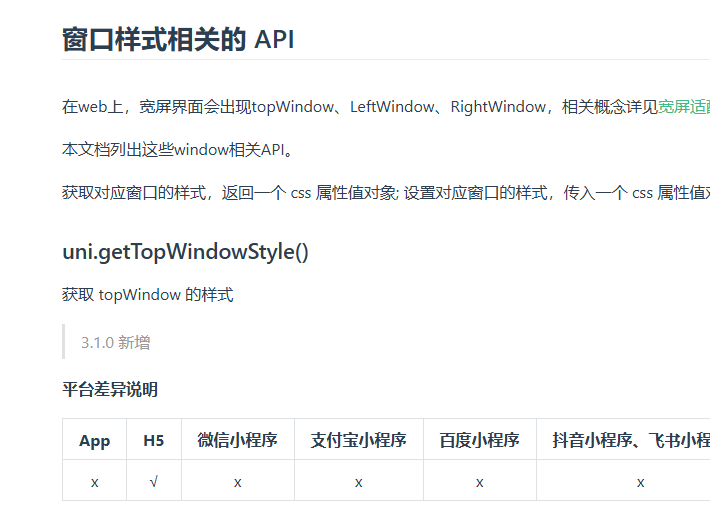 窗口样式相关的 API
在web上，宽屏界面会出现topWindow、LeftWindow、RightWindow，相关概念详见宽屏适
本文档列出这些window相关API。
获取对应窗口的样式，返回一个 css 属性值对象; 设置对应窗口的样式，传入一个 css 属性值
uni.getTopWindowStyle()
获取 topWindow 的样式
3.1.0 新增
平台差异说明
App H5 微信小程序 支付宝小程序 百度小程序 抖音小程序、飞书小程
x √ x x x x